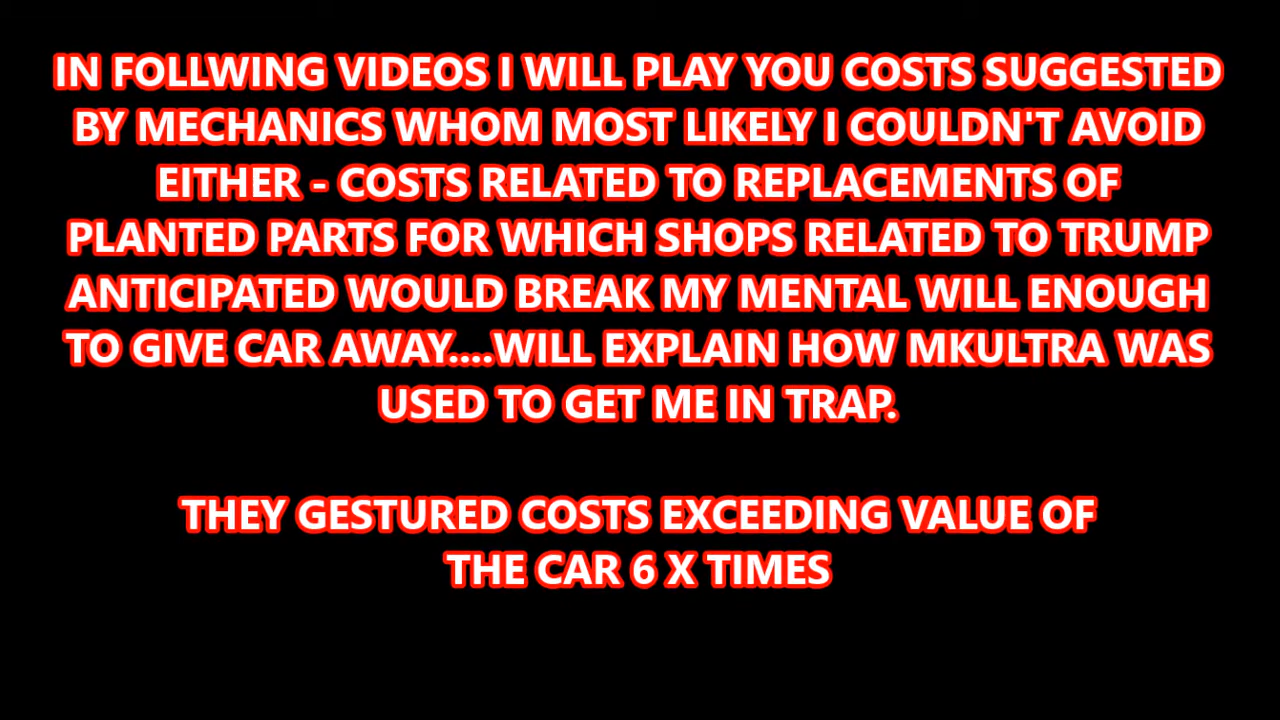 IN FOLLWING VIDEOS I WILL PLAY YOU COSTS SUGGESTED
BY MECHANICS WHOM MOST LIKELY I COULDN'T AVOID
EITHER - COSTS RELATED TO REPLACEMENTS OF
PLANTED PARTS FOR WHICH SHOPS RELATED TO TRUMP
ANTICIPATED WOULD BREAK MY MENTAL WILL ENOUGH
TO GIVE CAR AWAY....WILL EXPLAIN HOW MKULTRA WAS
USED TO GET ME IN TRAP.
THEY GESTURED COSTS EXCEEDING VALUE OF
THE CAR 6 X TIMES